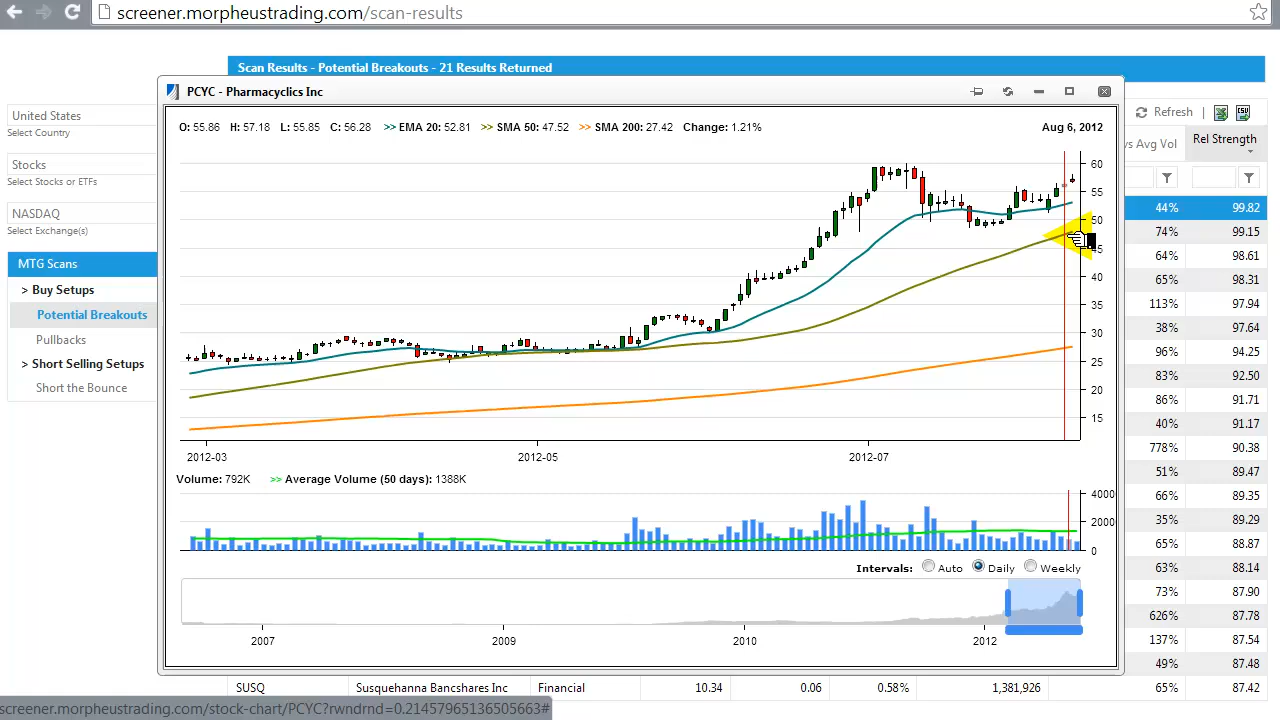 screener.morpheustrading.com/scan-results
Scan Results - Potential Breakouts - 21 Results Returned
PCYC - Pharmacyclics Inc
United States
Select Country
Stocks
Select Stocks or ETFs
NASDAQ
Select Exchange(s)
MTG Scans
> Buy Setups
Potential Breakouts
Pullbacks
> Short Selling Setups
Short the Bounce
O: 55.86 H: 57.18 L: 55.85 C: 56.28 >> EMA 20: 52.81 >> SMA 50: 47.52 >> SMA 200: 27.42 Change: 1.21%
Aug 6, 2012
60
55
50
45
40
35
30
25
20
15
2012-03 2012-05 2012-07
Volume: 792K >> Average Volume (50 days): 1388K
4000
2000
0
Intervals: Auto Daily Weekly
2007 2009 2010 2012
Refresh | CSV
vs Avg Vol Rel Strength
44% 99.82
74% 99.15
64% 98.61
65% 98.31
113% 97.94
38% 97.64
96% 94.25
83% 92.50
86% 91.71
40% 91.17
778% 90.38
51% 89.47
66% 89.35
35% 89.29
65% 88.87
63% 88.14
73% 87.90
626% 87.78
137% 87.54
49% 87.48
SUSQ Susquehanna Bancshares Inc Financial 10.34 0.06 0.58% 1,381,926 65% 87.42
screener.morpheustrading.com/stock-chart/PCYC?rwndrnd=0.21457965136505663#